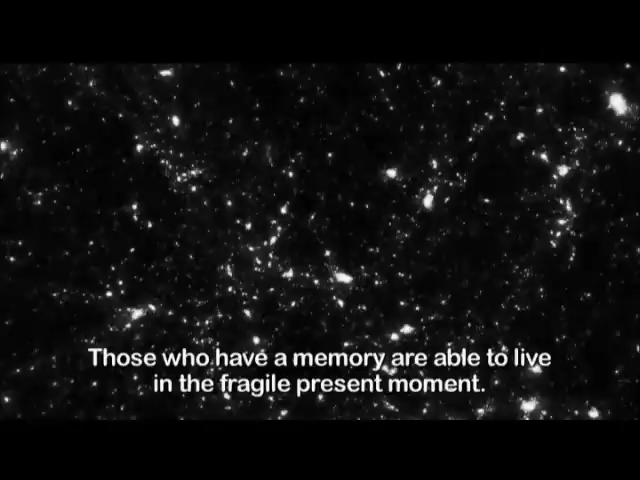 Those who have a memory are able to live
in the fragile present moment.